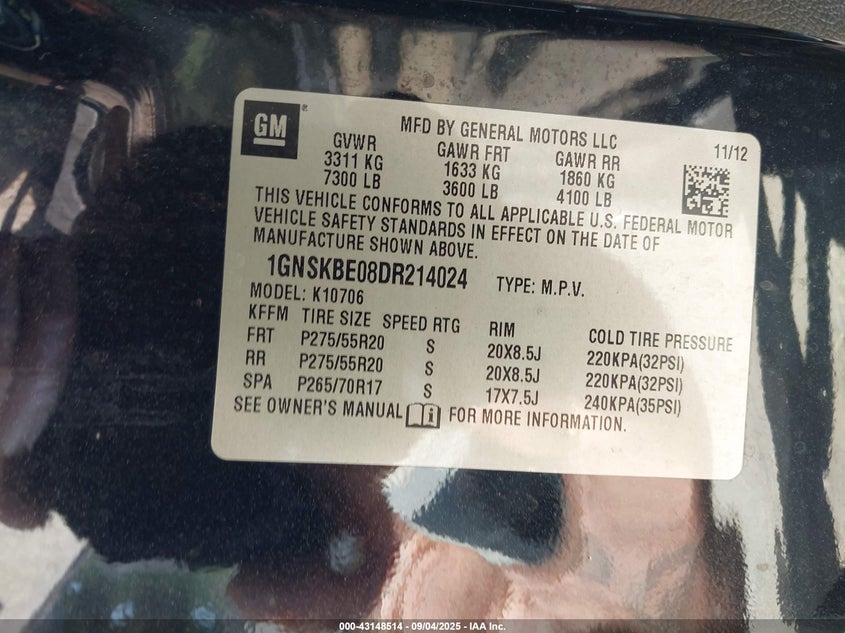 GM
®
MFD BY GENERAL MOTORS LLC
11/12
GVWR GAWR FRT GAWR RR
3311 KG 1633 KG 1860 KG
7300 LB 3600 LB 4100 LB
THIS VEHICLE CONFORMS TO ALL APPLICABLE U.S. FEDERAL MOTOR
VEHICLE SAFETY STANDARDS IN EFFECT ON THE DATE OF
MANUFACTURE SHOWN ABOVE.
1GNSKBE08DR214024 TYPE: M.P.V.
MODEL: K10706
KFFM TIRE SIZE SPEED RTG RIM COLD TIRE PRESSURE
FRT P275/55R20 S 20X8.5J 220KPA(32PSI)
RR P275/55R20 S 20X8.5J 220KPA(32PSI)
SPA P265/70R17 S 17X7.5J 240KPA(35PSI)
SEE OWNER'S MANUAL i FOR MORE INFORMATION.
000-43148514 - 09/04/2025 - IAA Inc.